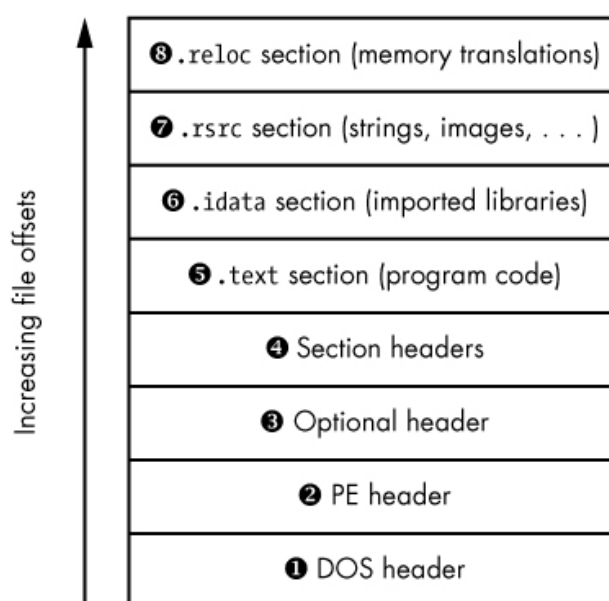 Increasing file offsets
❽ .reloc section (memory translations)
❼ .rsrc section (strings, images, . . . )
❻ .idata section (imported libraries)
❺ .text section (program code)
❹ Section headers
❸ Optional header
❷ PE header
❶ DOS header